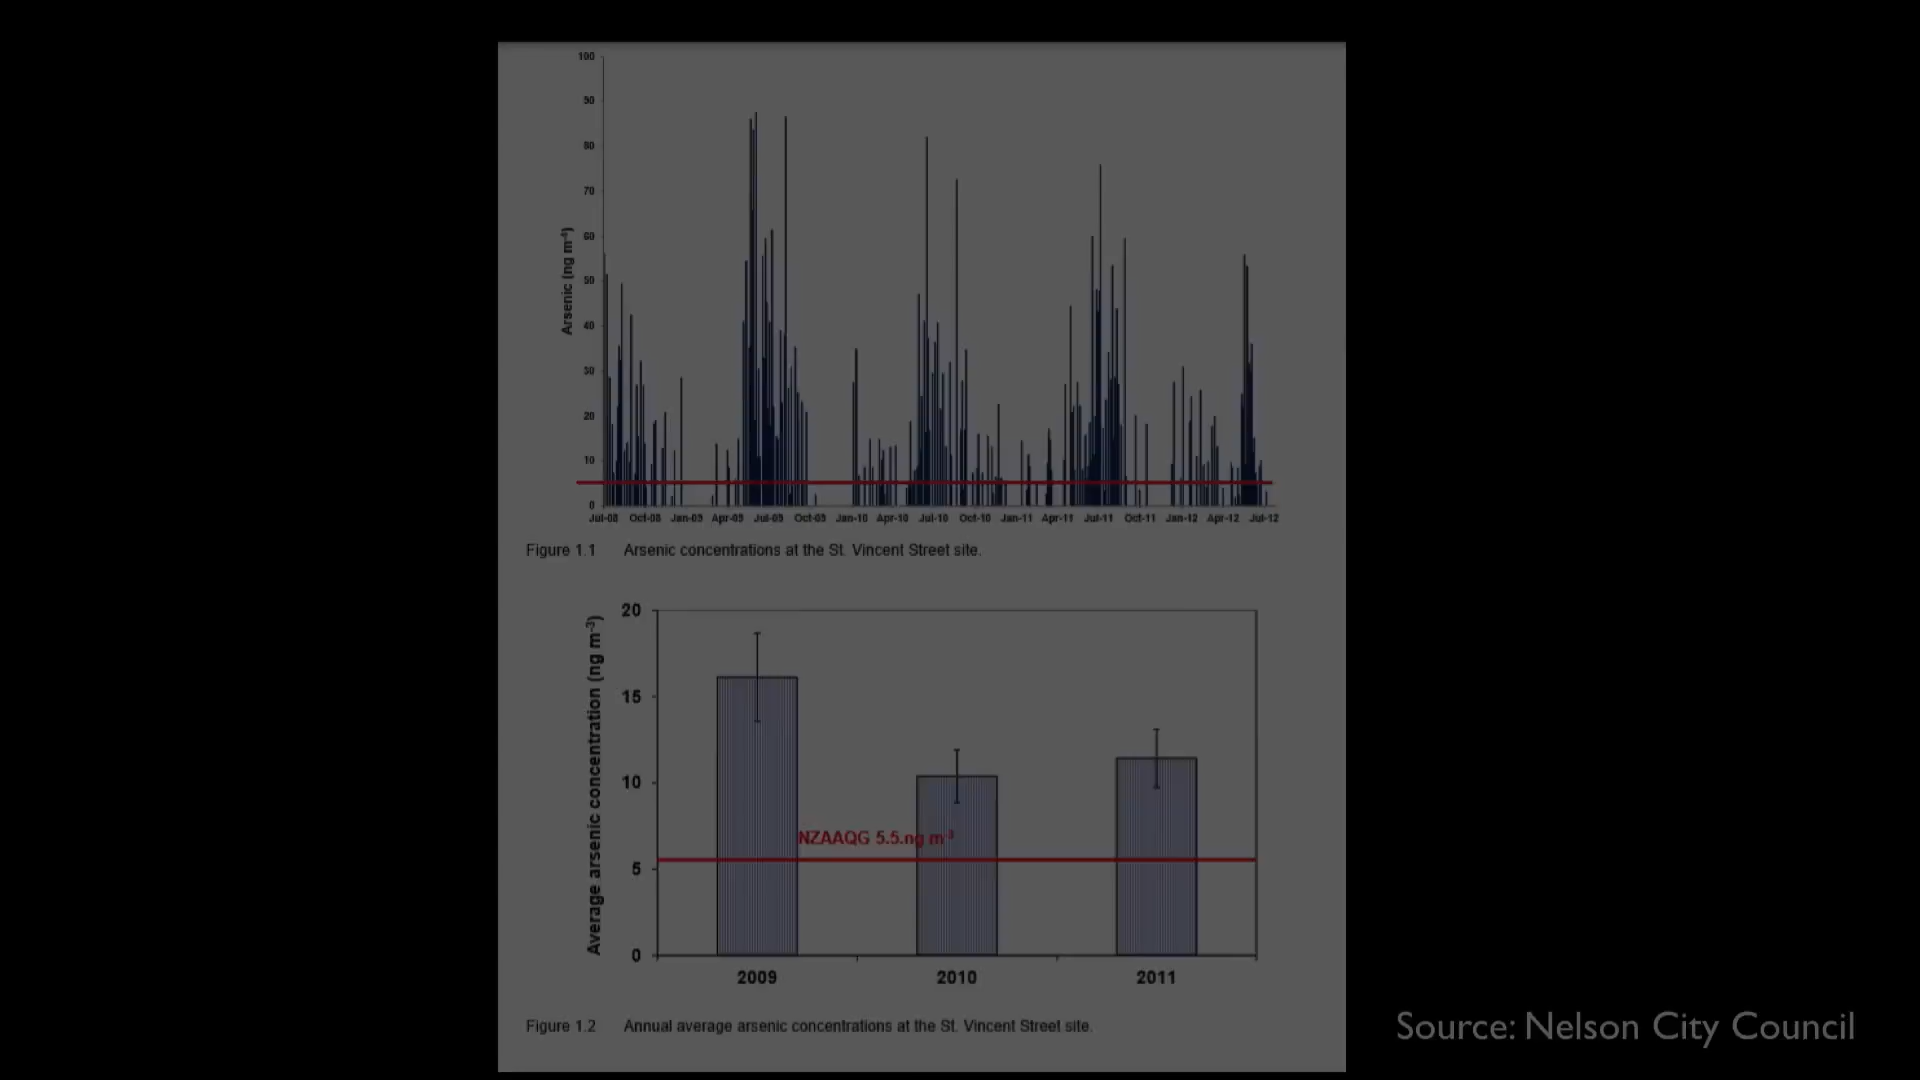 100
90
80
70
60
50
40
30
20
10
0
Arsenic (ng m-3)
Jul-08 Oct-08 Jan-09 Apr-09 Jul-09 Oct-09 Jan-10 Apr-10 Jul-10 Oct-10 Jan-11 Apr-11 Jul-11 Oct-11 Jan-12 Apr-12 Jul-12
Figure 1.1 Arsenic concentrations at the St. Vincent Street site.
20
15
10
5
0
Average arsenic concentration (ng m-3)
NZAAQG 5.5.ng m-3
2009 2010 2011
Figure 1.2 Annual average arsenic concentrations at the St. Vincent Street site.
Source: Nelson City Council